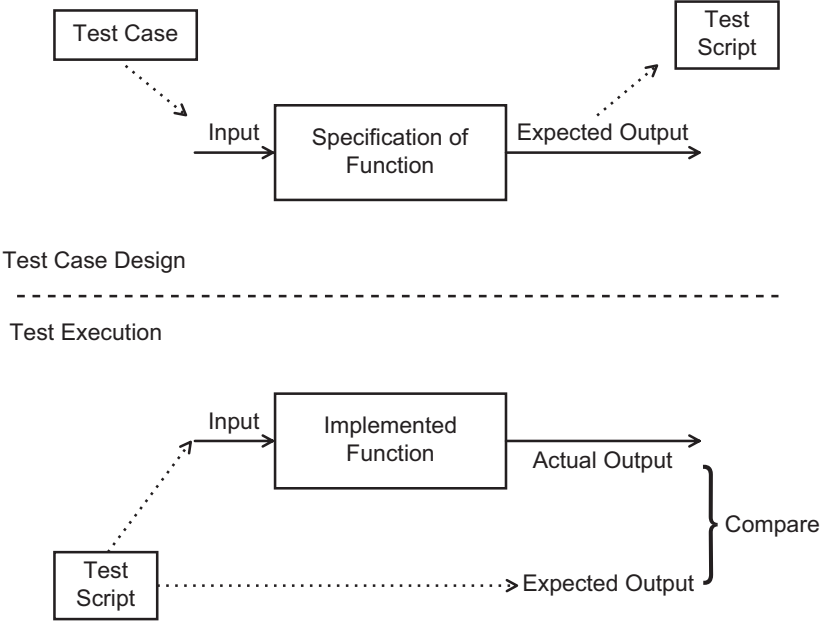 Test Case
Test
Script
Input
Specification of
Function
Expected Output
Test Case Design
Test Execution
Input
Implemented
Function
Actual Output
Compare
Test
Script
Expected Output